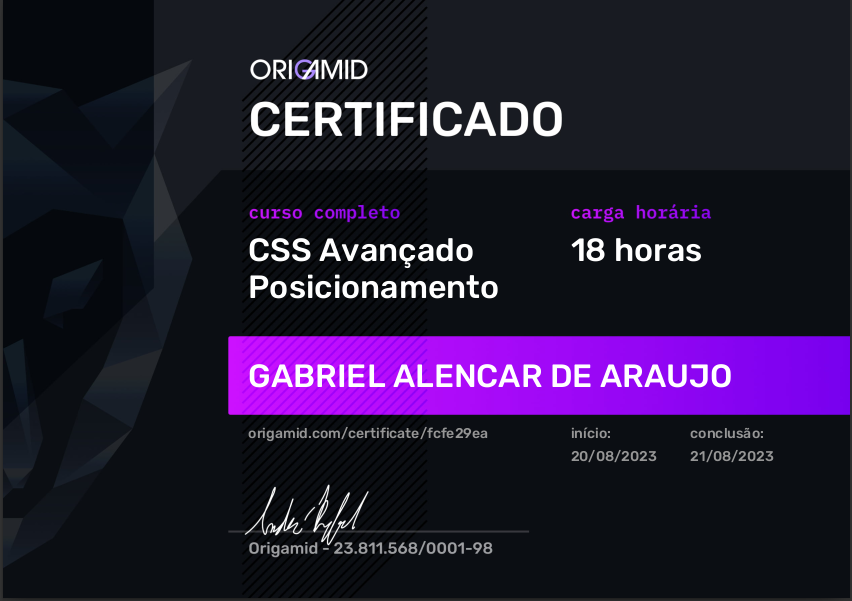 ORIGAMID
CERTIFICADO
curso completo
CSS Avançado
Posicionamento
carga horária
18 horas
GABRIEL ALENCAR DE ARAUJO
origamid.com/certificate/fcfe29ea
início:
20/08/2023
conclusão:
21/08/2023
Origamid - 23.811.568/0001-98